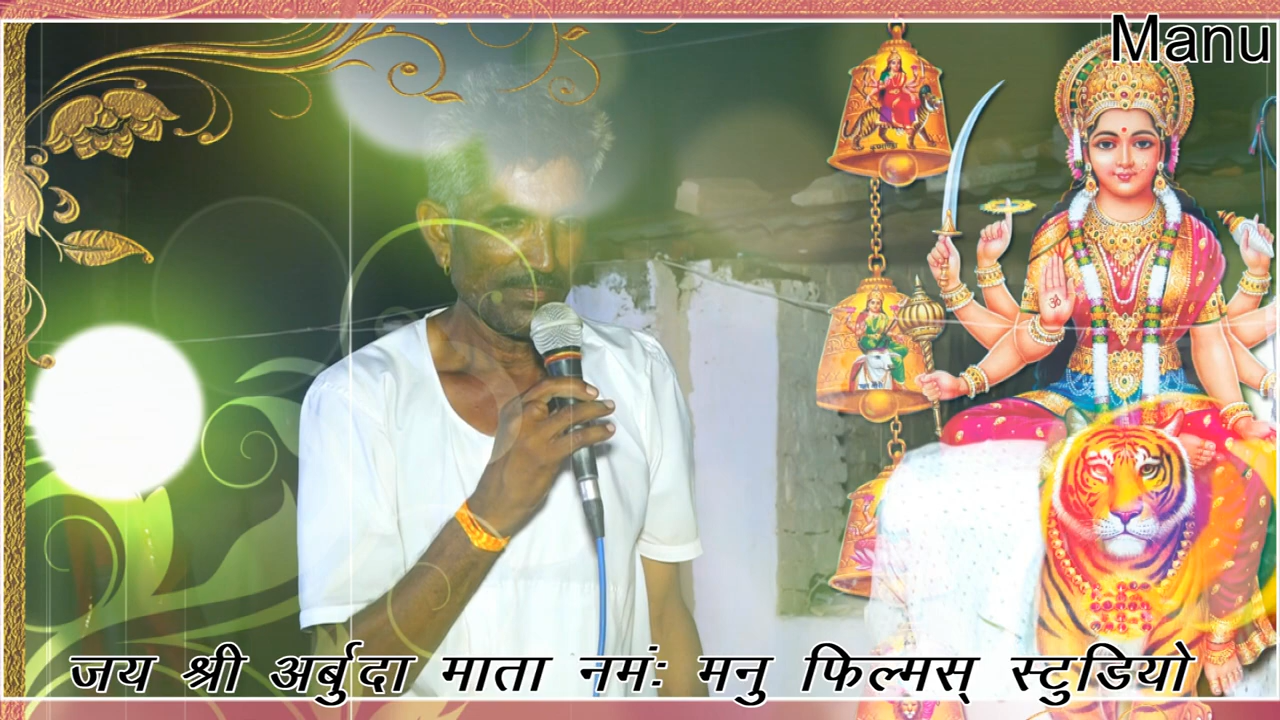 Manu
जय श्री अर्बुदा माता नमंः मनु फिल्मस् स्टुडियो